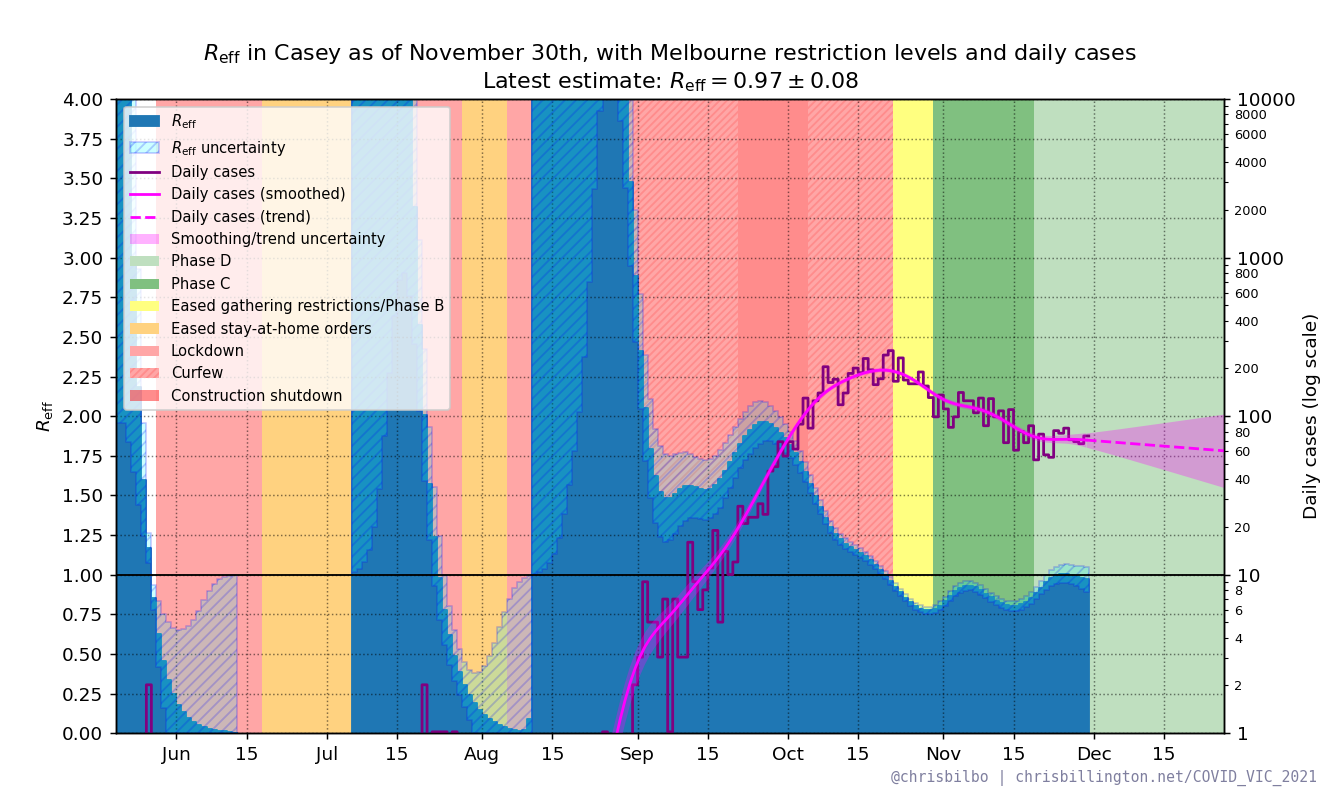 Reff in Casey as of November 30th, with Melbourne restriction levels and daily cases
Latest estimate: Reff = 0.97 ± 0.08
Reff
4.00
3.75
3.50
3.25
3.00
2.75
2.50
2.25
2.00
1.75
1.50
1.25
1.00
0.75
0.50
0.25
0.00
Reff
Reff uncertainty
Daily cases
Daily cases (smoothed)
Daily cases (trend)
Smoothing/trend uncertainty
Phase D
Phase C
Eased gathering restrictions/Phase B
Eased stay-at-home orders
Lockdown
Curfew
Construction shutdown
10000
8000
6000
4000
2000
1000
800
600
400
200
100
80
60
40
20
10
8
6
4
2
1
Daily cases (log scale)
Jun 15 Jul 15 Aug 15 Sep 15 Oct 15 Nov 15 Dec 15
@chrisbilbo | chrisbillington.net/COVID_VIC_2021